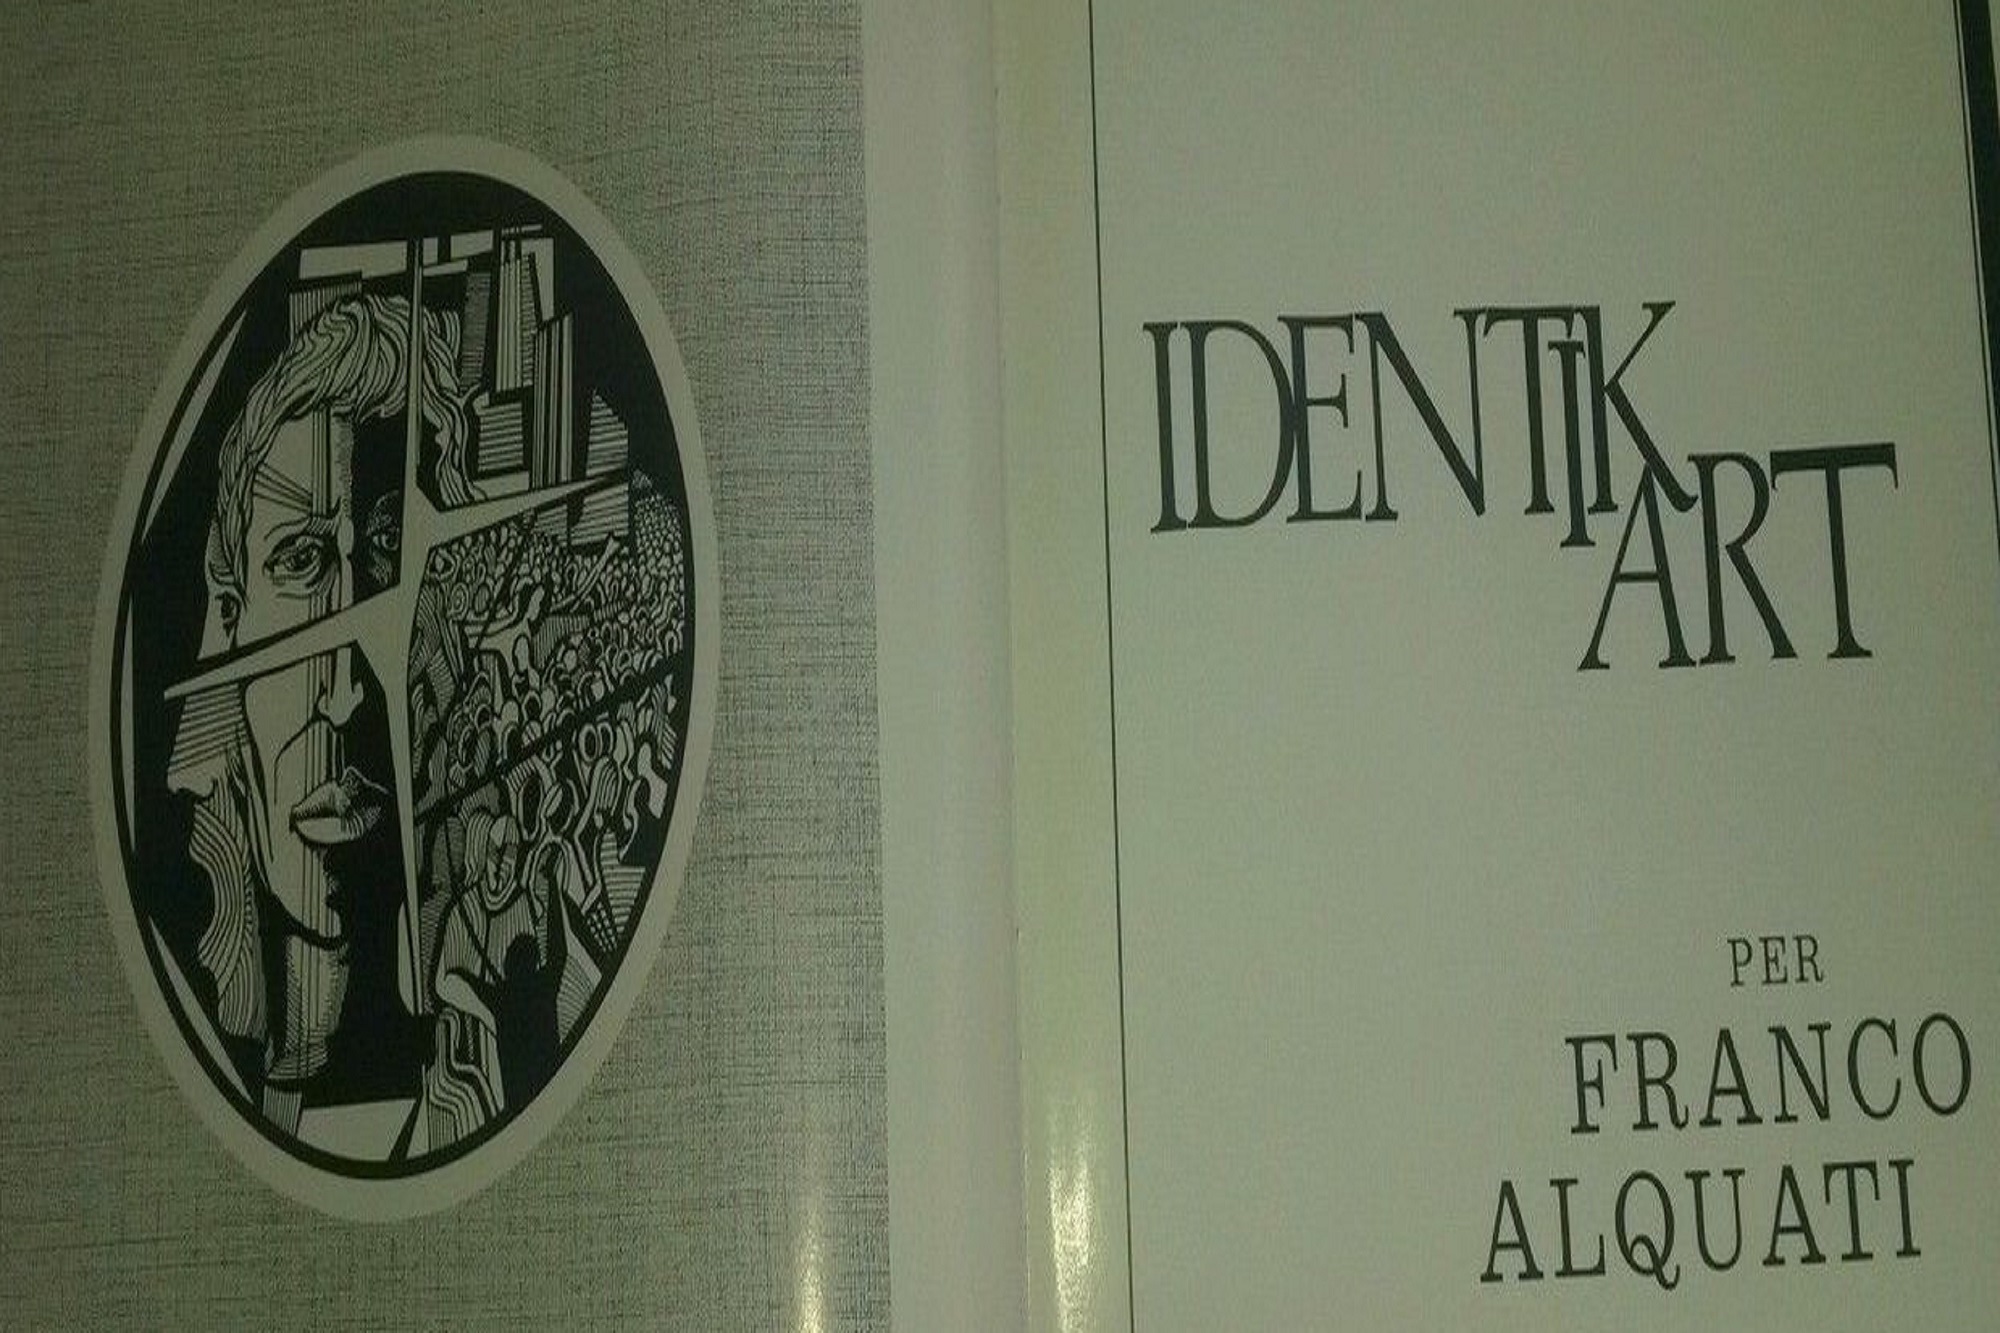 IDENTIK
ART
PER
FRANCO
ALQUATI